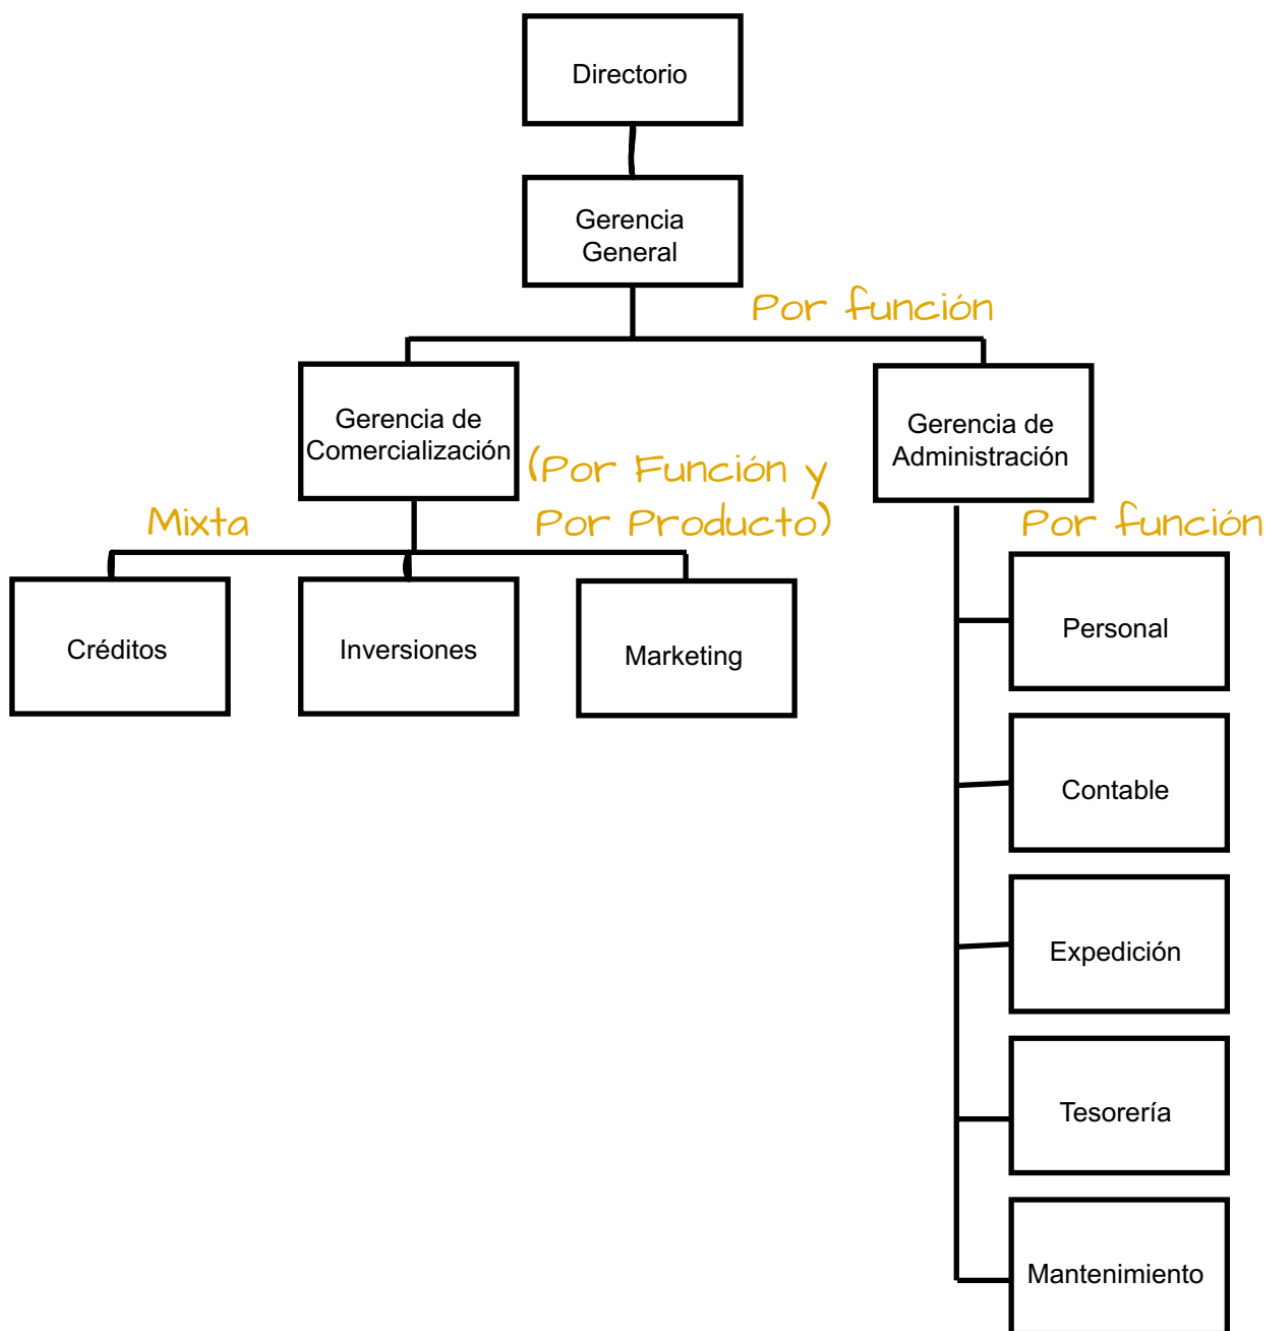 Directorio
Gerencia
General
Por función
Gerencia de
Comercialización
Gerencia de
Administración
(Por Función y
Por Producto)
Mixta
Por función
Créditos
Inversiones
Marketing
Personal
Contable
Expedición
Tesorería
Mantenimiento